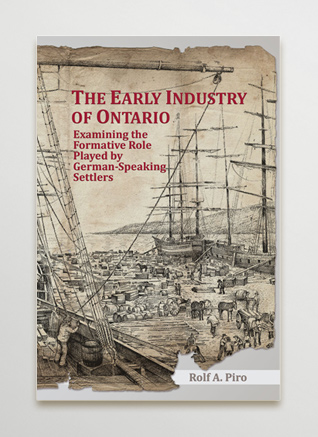 THE EARLY INDUSTRY
OF ONTARIO
Examining the
Formative Role
Played by
German-Speaking
Settlers
Rolf A. Piro